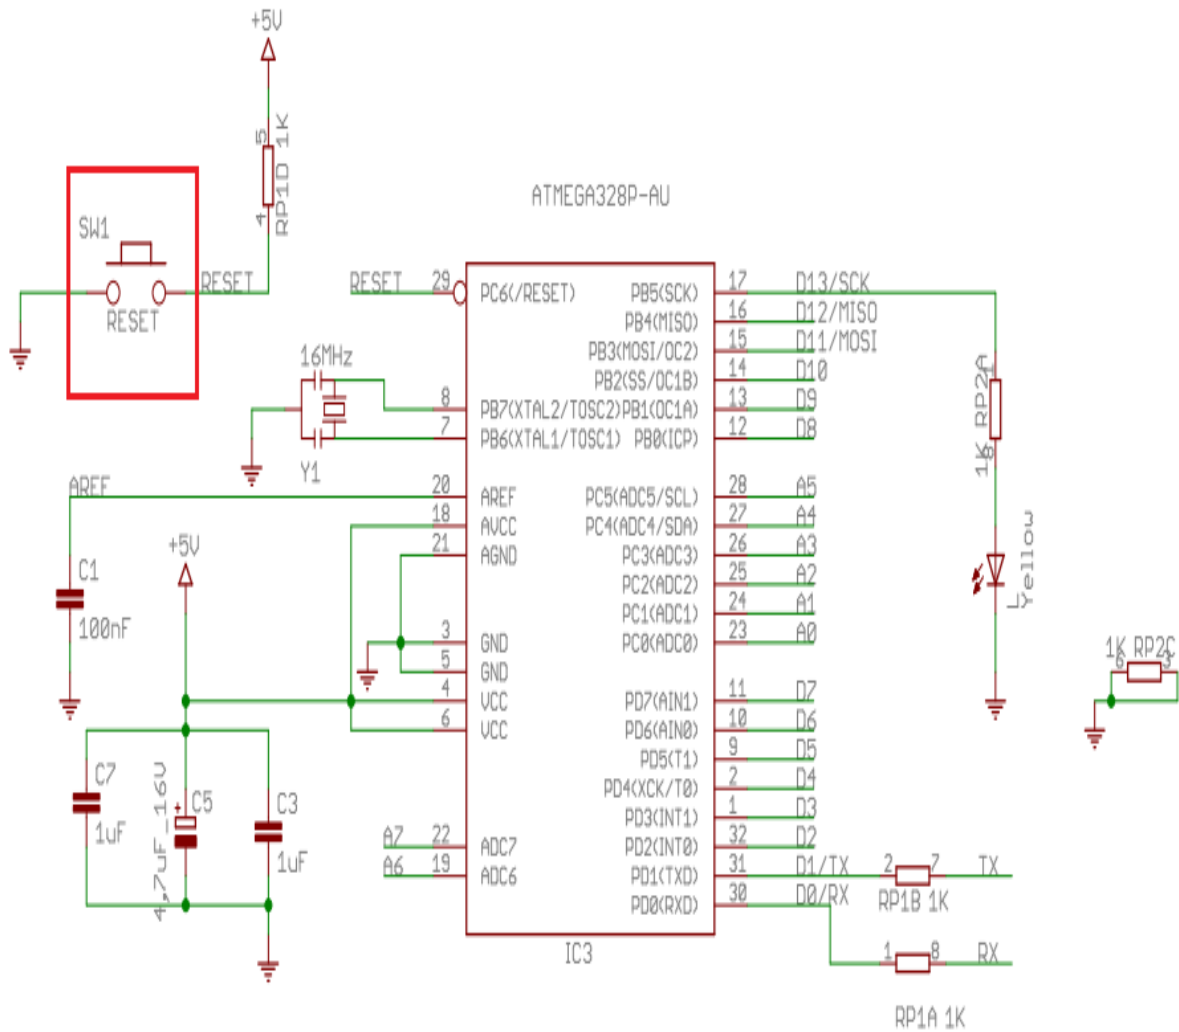 +5V
5
RP1D 1K
4
SW1
RESET
RESET
ATMEGA328P-AU
RESET
29
PC6(/RESET)
16MHz
Y1
8
PB7(XTAL2/TOSC2)
7
PB6(XTAL1/TOSC1)
AREF
20
AREF
18
AVCC
21
AGND
3
GND
5
GND
4
VCC
6
VCC
A7
22
ADC7
A6
19
ADC6
PB5(SCK)
17
D13/SCK
PB4(MISO)
16
D12/MISO
PB3(MOSI/OC2)
15
D11/MOSI
PB2(SS/OC1B)
14
D10
PB1(OC1A)
13
D9
PB0(ICP)
12
D8
PC5(ADC5/SCL)
28
A5
PC4(ADC4/SDA)
27
A4
PC3(ADC3)
26
A3
PC2(ADC2)
25
A2
PC1(ADC1)
24
A1
PC0(ADC0)
23
A0
PD7(AIN1)
11
D7
PD6(AIN0)
10
D6
PD5(T1)
9
D5
PD4(XCK/T0)
2
D4
PD3(INT1)
1
D3
PD2(INT0)
32
D2
PD1(TXD)
31
D1/TX
PD0(RXD)
30
D0/RX
IC3
C1
100nF
+5V
C7
1uF
4,7uF_16V
+
C5
C3
1uF
1K RP2A
8
L
Yellow
1K RP2C
6
3
2
7
TX
RP1B 1K
1
8
RX
RP1A 1K